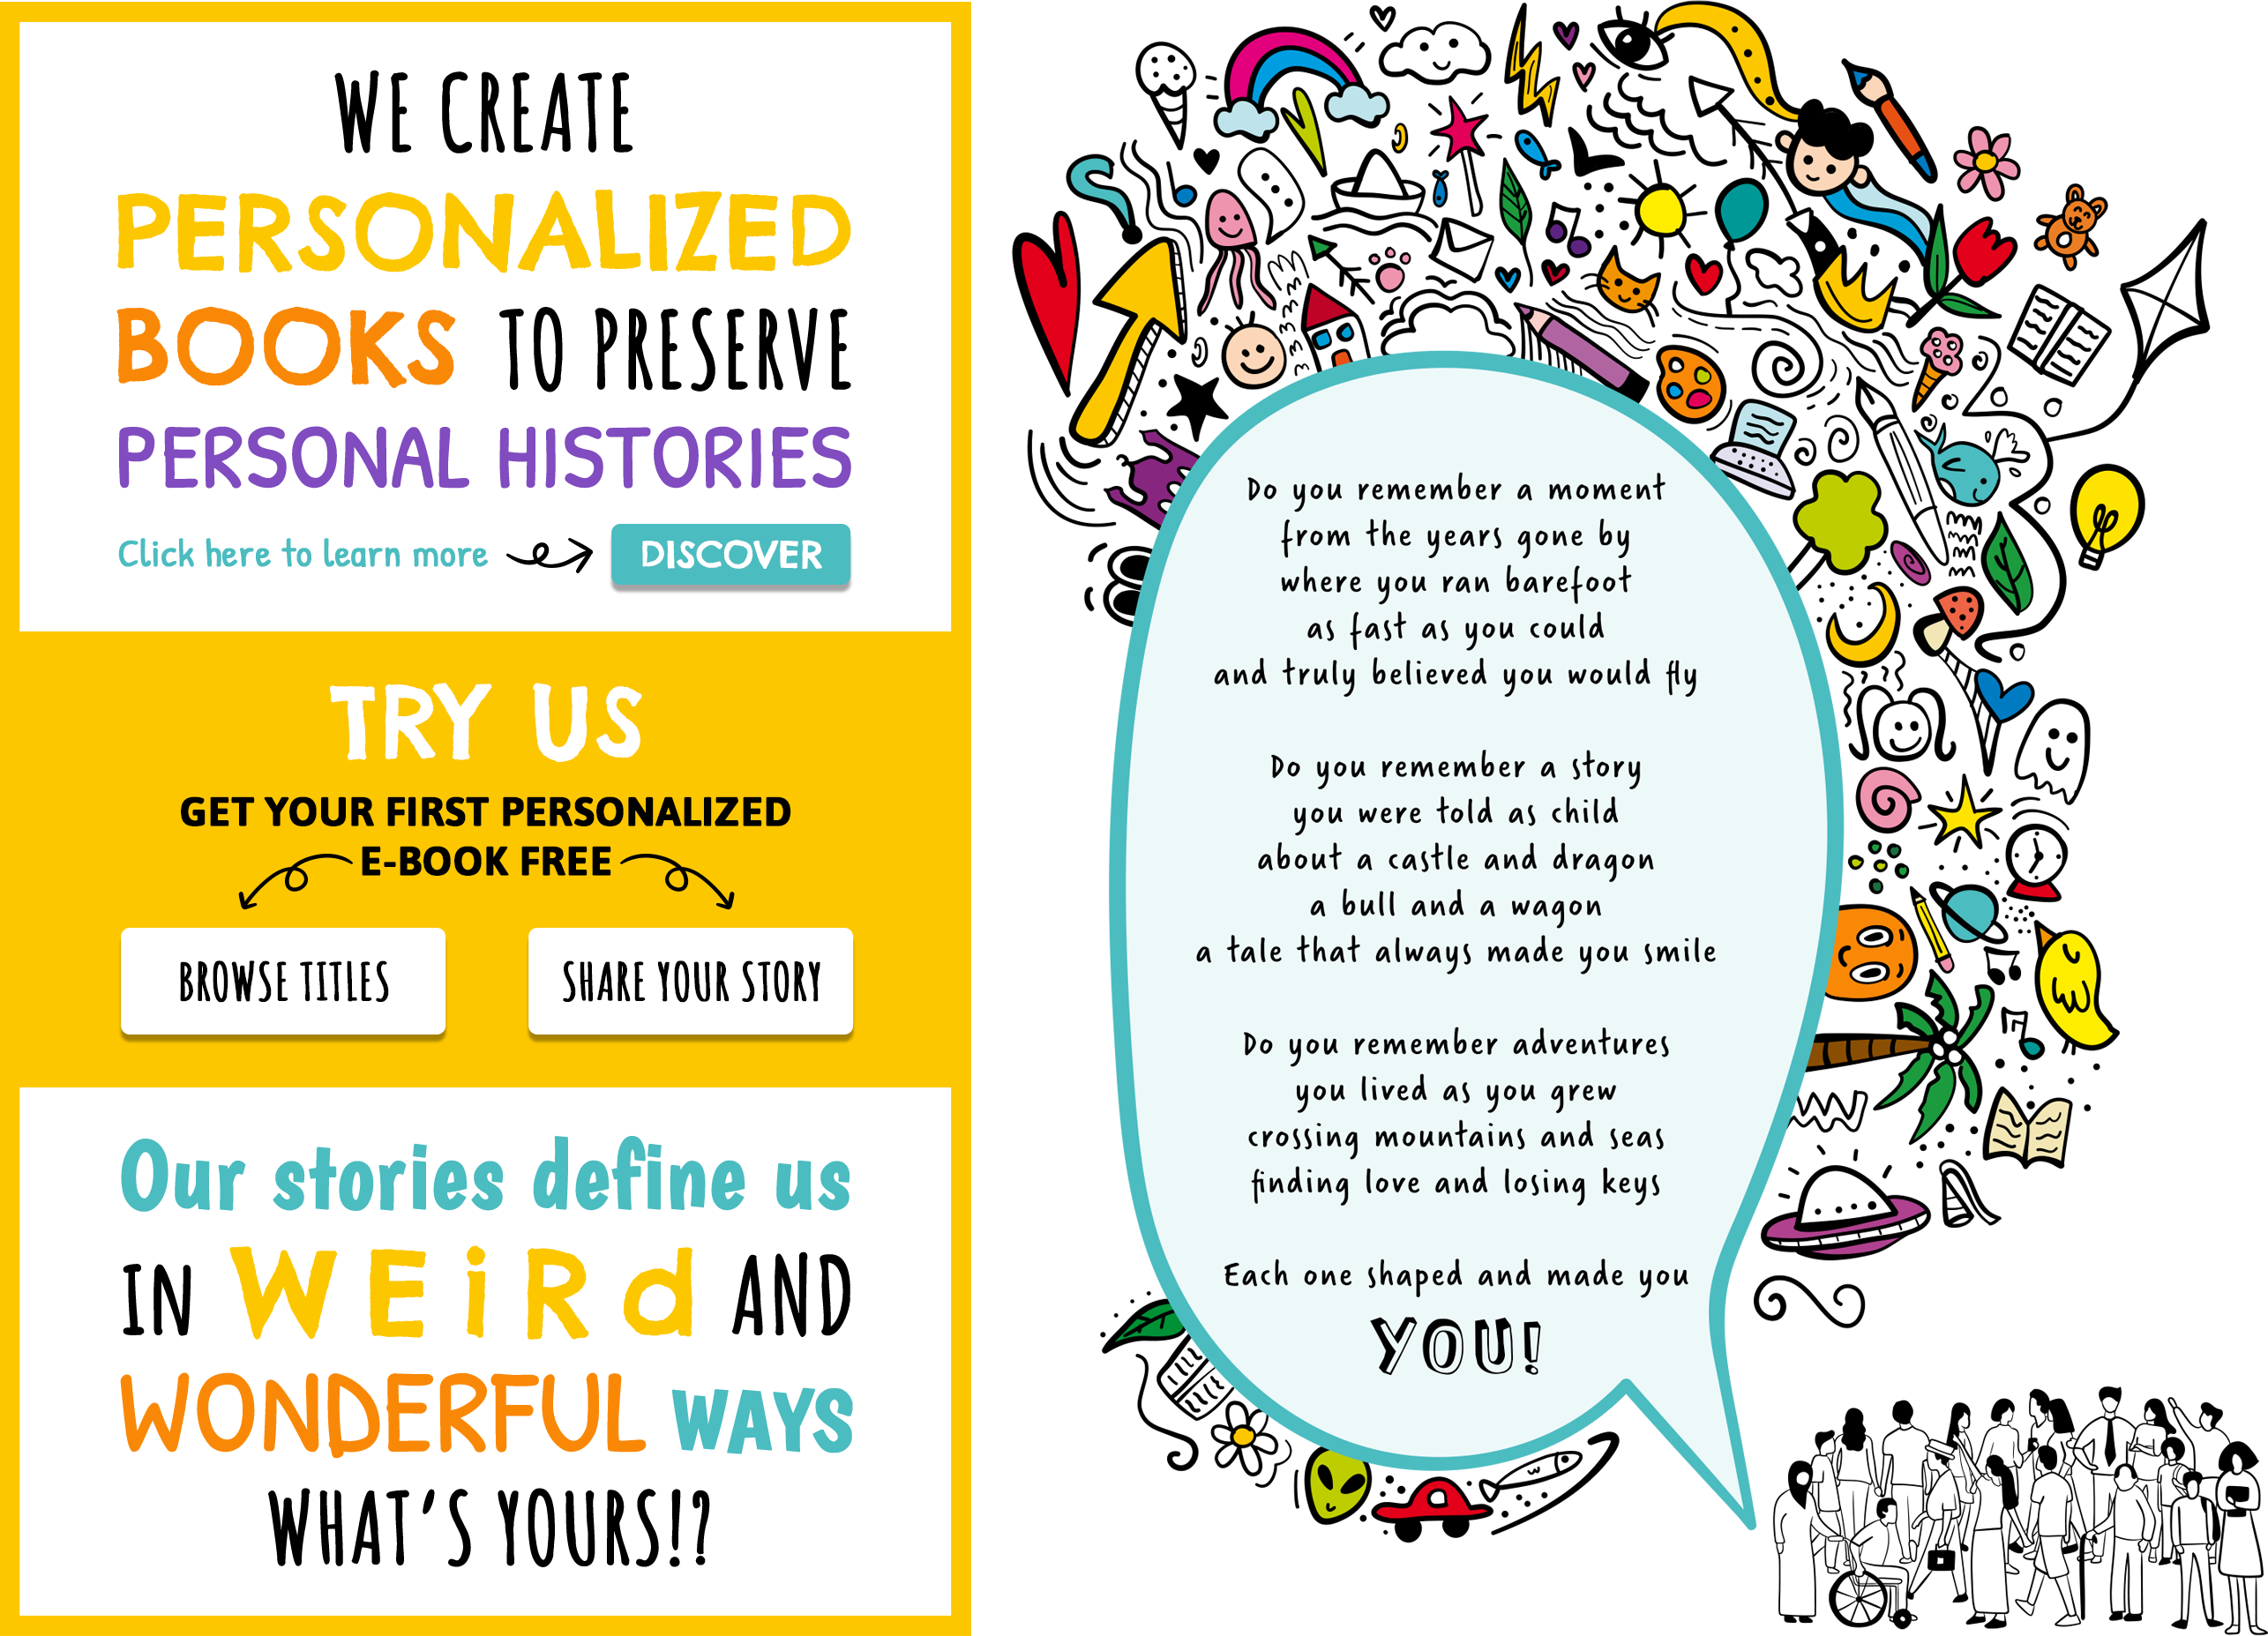 WE CREATE
PERSONALIZED
BOOKS TO PRESERVE
PERSONAL HISTORIES
Click here to learn more DISCOVER
TRY US
GET YOUR FIRST PERSONALIZED
E-BOOK FREE
BROWSE TITLES SHARE YOUR STORY
Our stories define us
IN WEiRd AND
WONDERFUL WAYS
WHAT'S YOURS!?
Do you remember a moment
from the years gone by
where you ran barefoot
as fast as you could
and truly believed you would fly
Do you remember a story
you were told as child
about a castle and dragon
a bull and a wagon
a tale that always made you smile
Do you remember adventures
you lived as you grew
crossing mountains and seas
finding love and losing keys
Each one shaped and made you
YOU!